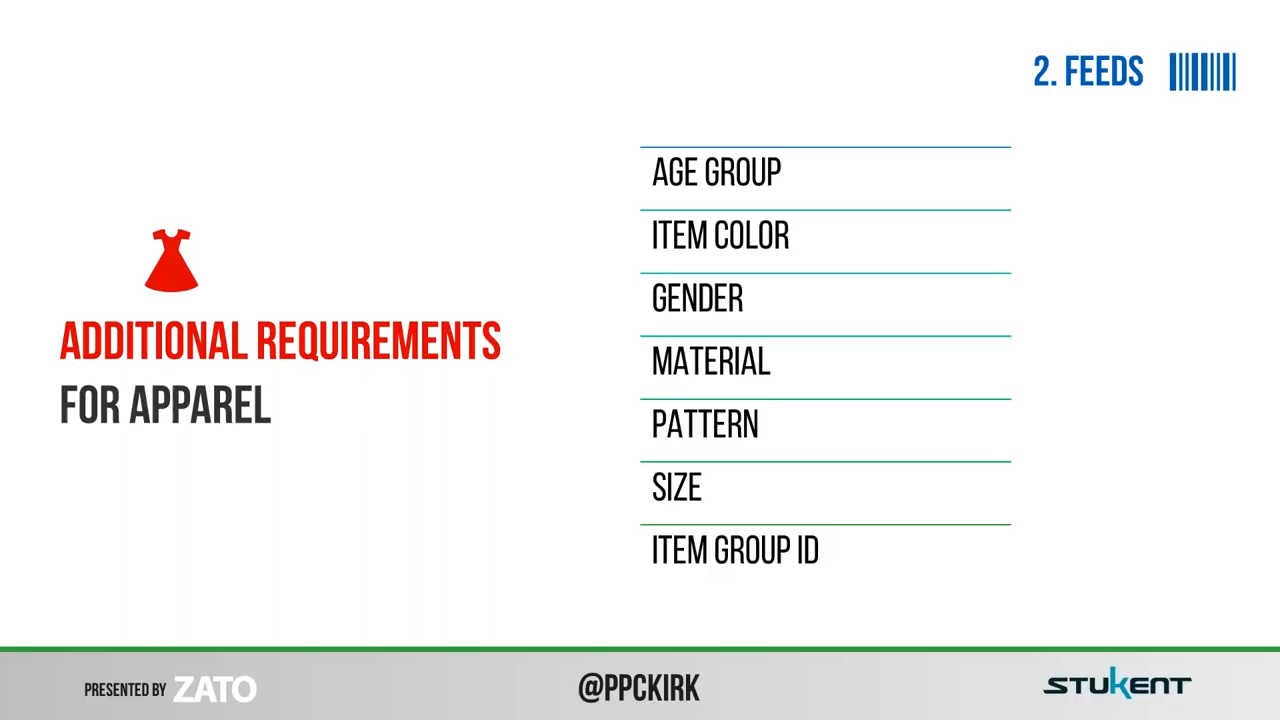 2. FEEDS
ADDITIONAL REQUIREMENTS
FOR APPAREL
AGE GROUP
ITEM COLOR
GENDER
MATERIAL
PATTERN
SIZE
ITEM GROUP ID
PRESENTED BY ZATO
@PPCKIRK
STUKENT